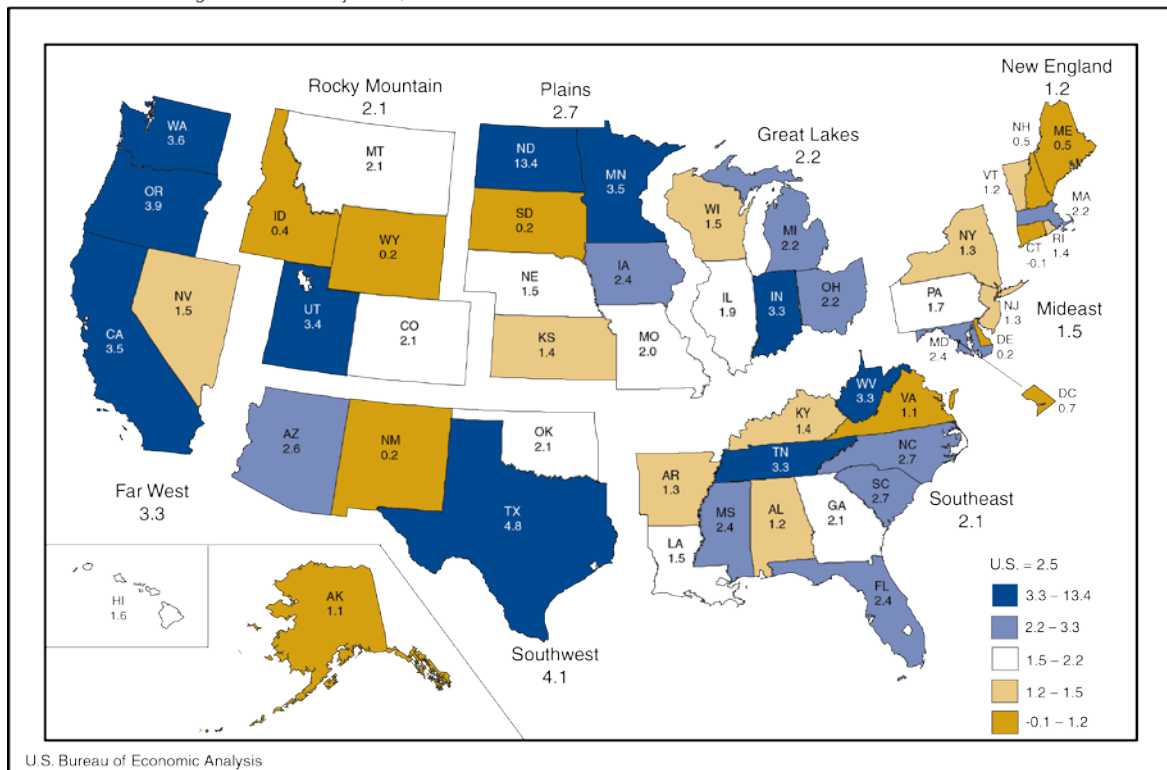 Rocky Mountain
2.1
Plains
2.7
Great Lakes
2.2
New England
1.2
WA
3.6
OR
3.9
CA
3.5
NV
1.5
ID
0.4
MT
2.1
WY
0.2
UT
3.4
CO
2.1
ND
13.4
SD
0.2
NE
1.5
KS
1.4
MN
3.5
IA
2.4
MO
2.0
WI
1.5
IL
1.9
MI
2.2
IN
3.3
OH
2.2
NH
0.5
ME
0.5
VT
1.2
MA
2.2
RI
1.4
CT
-0.1
NY
1.3
PA
1.7
NJ
1.3
Mideast
1.5
MD
2.4
DE
0.2
DC
0.7
AZ
2.6
NM
0.2
OK
2.1
TX
4.8
Southwest
4.1
Far West
3.3
HI
1.6
AK
1.1
AR
1.3
LA
1.5
MS
2.4
AL
1.2
GA
2.1
FL
2.4
KY
1.4
TN
3.3
WV
3.3
VA
1.1
NC
2.7
SC
2.7
Southeast
2.1
U.S. = 2.5
3.3 – 13.4
2.2 – 3.3
1.5 – 2.2
1.2 – 1.5
-0.1 – 1.2
U.S. Bureau of Economic Analysis